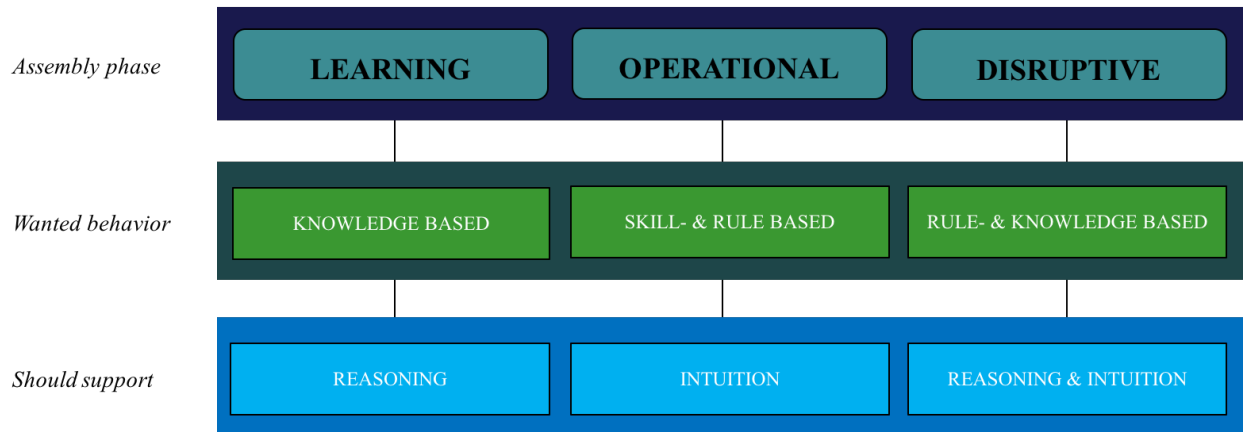 Assembly phase
LEARNING
OPERATIONAL
DISRUPTIVE
Wanted behavior
KNOWLEDGE BASED
SKILL- & RULE BASED
RULE- & KNOWLEDGE BASED
Should support
REASONING
INTUITION
REASONING & INTUITION